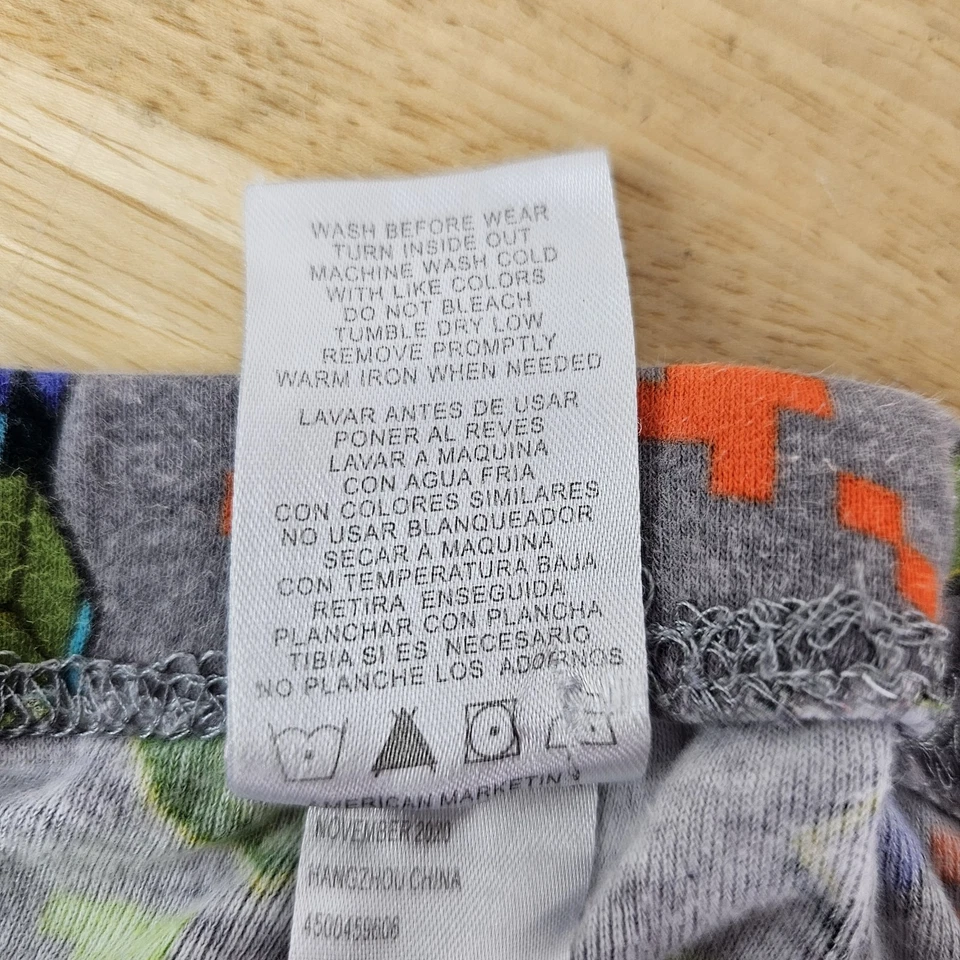 WASH BEFORE WEAR
TURN INSIDE OUT
MACHINE WASH COLD
WITH LIKE COLORS
DO NOT BLEACH
TUMBLE DRY LOW
REMOVE PROMPTLY
WARM IRON WHEN NEEDED
LAVAR ANTES DE USAR
PONER AL REVES
LAVAR A MAQUINA
CON AGUA FRIA
CON COLORES SIMILARES
NO USAR BLANQUEADOR
SECAR A MAQUINA
CON TEMPERATURA BAJA
RETIRA ENSEGUIDA
PLANCHAR CON PLANCHA
TIBIA SI ES NECESARIO
NO PLANCHE LOS ADORNOS
MARKETIN
NOVEMBER 2020
HANGZHOU CHINA
4500459608